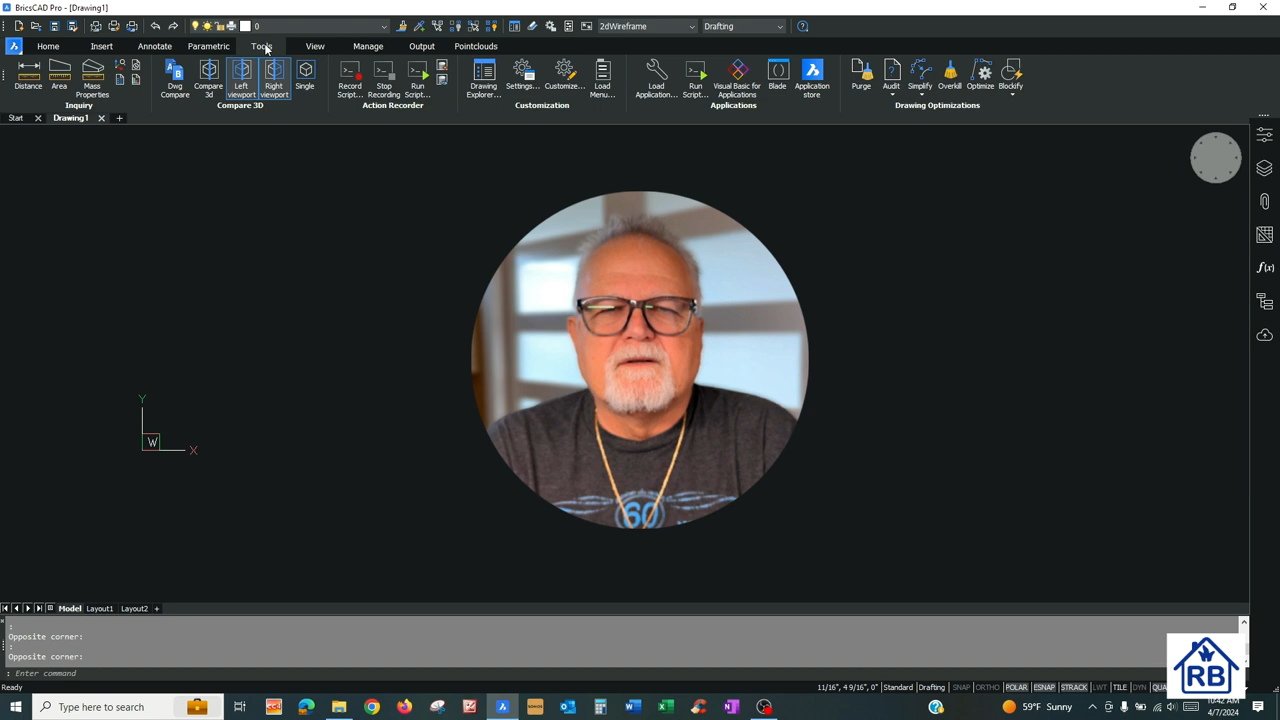 BricsCAD Pro - [Drawing1]
0
2dWireframe
Drafting
Home Insert Annotate Parametric Tools View Manage Output Pointclouds
Distance Area Mass Properties
Dwg Compare Compare 3d Left viewport Right viewport Single
Record Script... Stop Recording Run Script...
Drawing Explorer... Settings... Customize... Load Menu...
Load Application... Run Script... Visual Basic for Applications Blade Application store
Purge Audit Simplify Overkill Optimize Blockify
Inquiry Compare 3D Action Recorder Customization Applications Drawing Optimizations
Start Drawing1
f(x)
Y
W
X
60
Model Layout1 Layout2
:
Opposite corner:
:
Opposite corner:
: Enter command
RB
Ready 11/16", 4 9/16", 0" Standard Drafting SNAP ORTHO POLAR ESNAP STRACK LWT TILE DYN
Type here to search
59°F Sunny
10:42 AM
4/7/2024